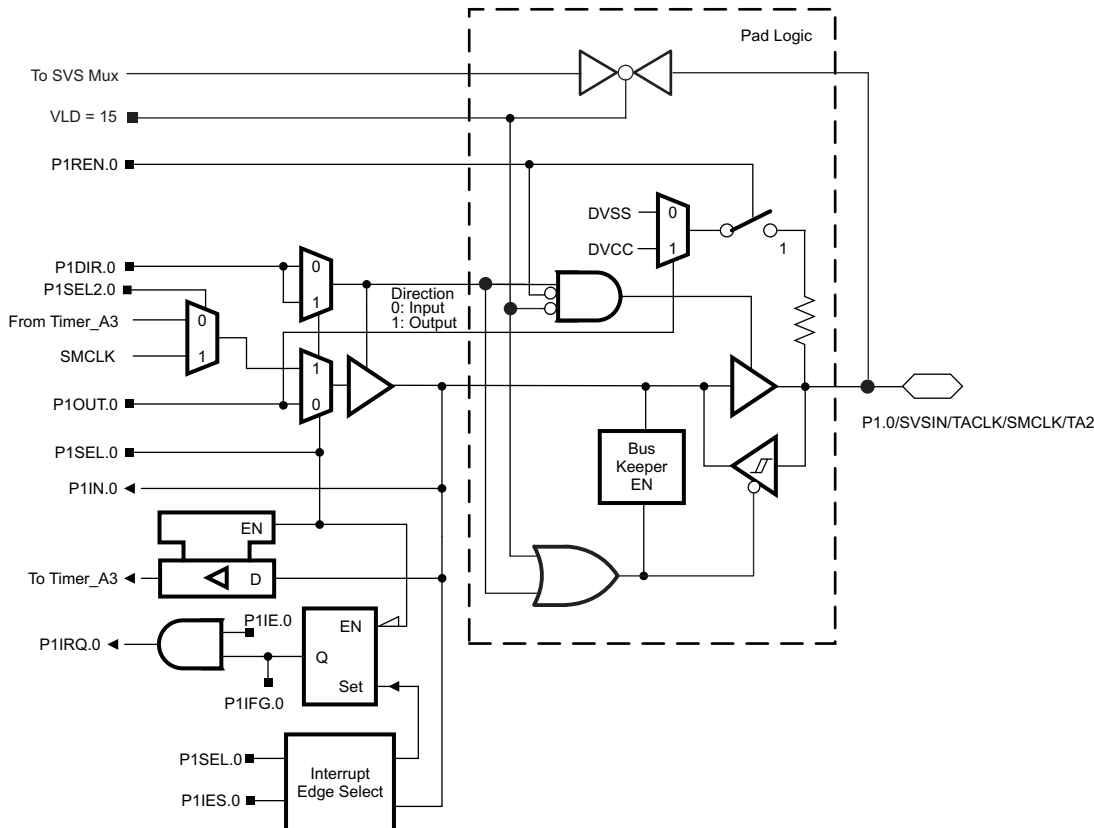 Pad Logic
To SVS Mux
VLD = 15
P1REN.0
DVSS
0
DVCC
1
1
P1DIR.0
0
1
P1SEL2.0
Direction
0: Input
1: Output
From Timer_A3
0
SMCLK
1
1
P1OUT.0
0
P1.0/SVSIN/TACLK/SMCLK/TA2
P1SEL.0
Bus
Keeper
EN
P1IN.0
EN
To Timer_A3
D
P1IE.0
EN
P1IRQ.0
Q
Set
P1IFG.0
P1SEL.0
Interrupt
Edge Select
P1IES.0